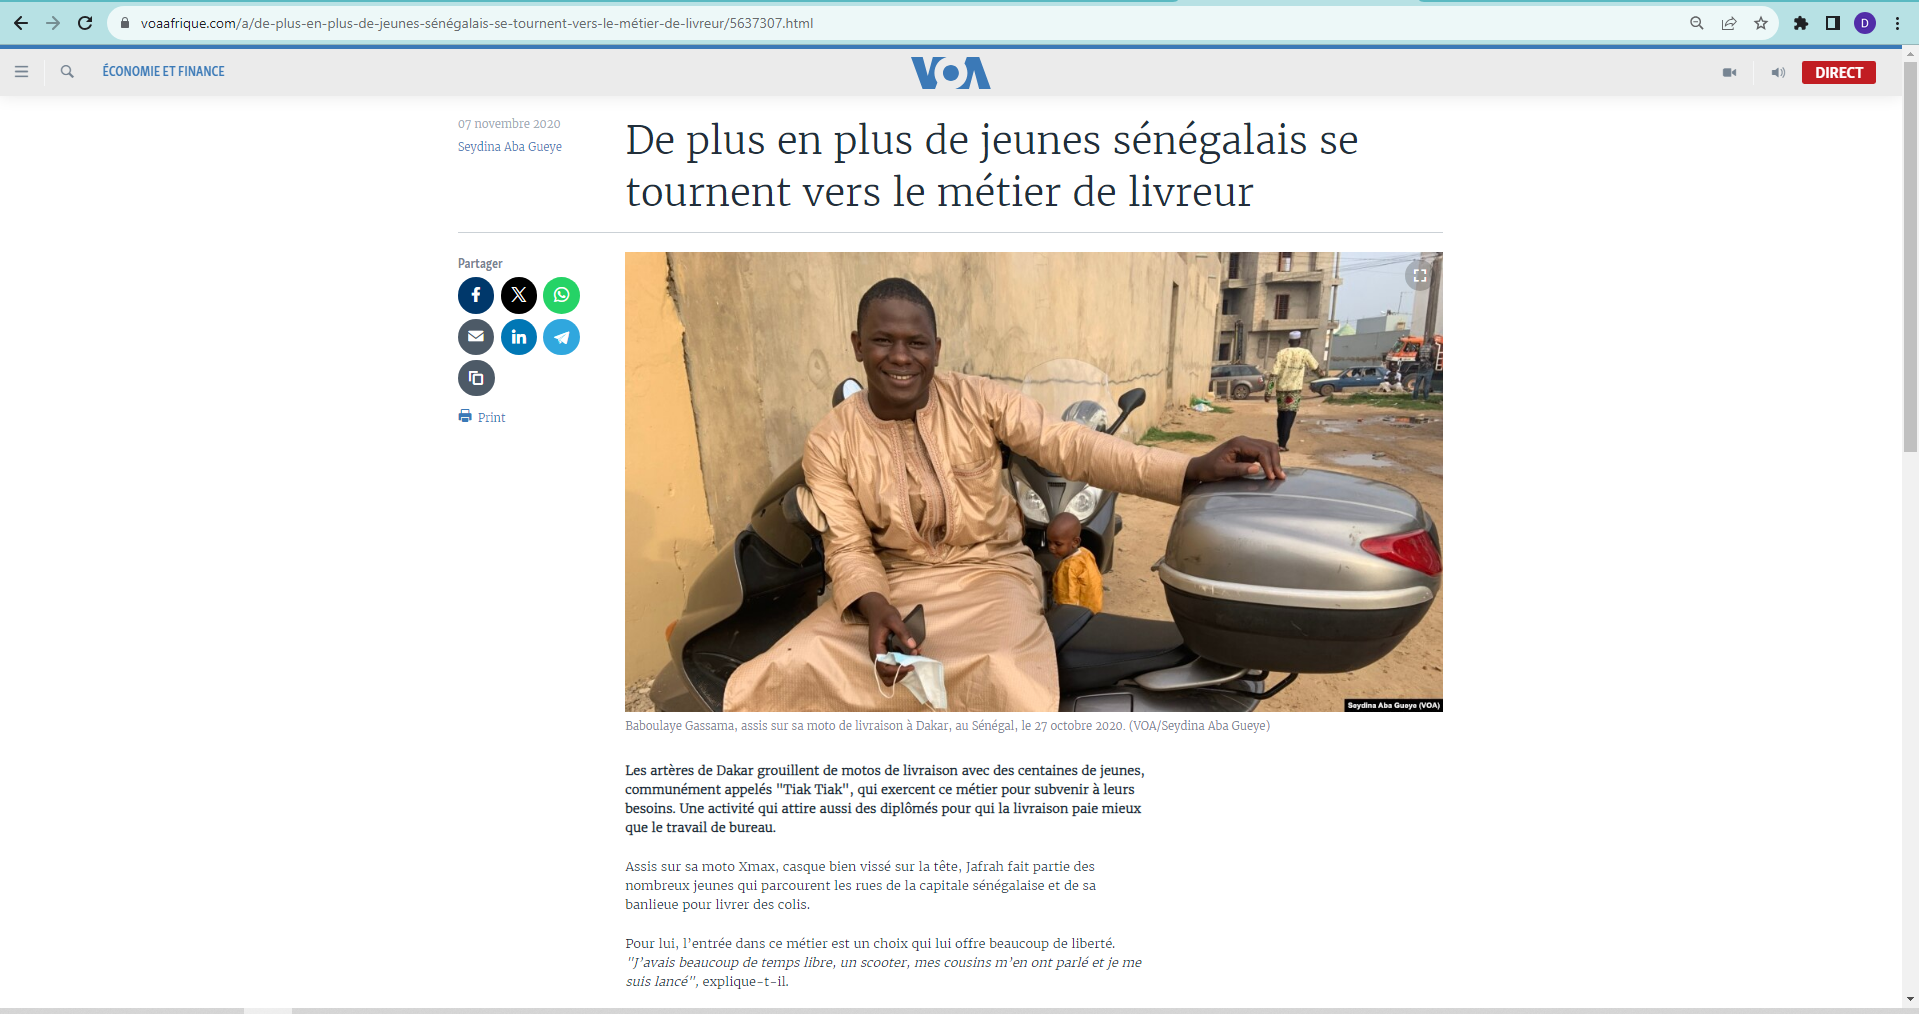 voaafrique.com/a/de-plus-en-plus-de-jeunes-sénégalais-se-tournent-vers-le-métier-de-livreur/5637307.html
D
ÉCONOMIE ET FINANCE
VOA
DIRECT
07 novembre 2020
Seydina Aba Gueye
De plus en plus de jeunes sénégalais se
tournent vers le métier de livreur
Partager
Print
Seydina Aba Gueye (VOA)
Baboulaye Gassama, assis sur sa moto de livraison à Dakar, au Sénégal, le 27 octobre 2020. (VOA/Seydina Aba Gueye)
Les artères de Dakar grouillent de motos de livraison avec des centaines de jeunes,
communément appelés "Tiak Tiak", qui exercent ce métier pour subvenir à leurs
besoins. Une activité qui attire aussi des diplômés pour qui la livraison paie mieux
que le travail de bureau.
Assis sur sa moto Xmax, casque bien vissé sur la tête, Jafrah fait partie des
nombreux jeunes qui parcourent les rues de la capitale sénégalaise et de sa
banlieue pour livrer des colis.
Pour lui, l'entrée dans ce métier est un choix qui lui offre beaucoup de liberté.
"J'avais beaucoup de temps libre, un scooter, mes cousins m'en ont parlé et je me
suis lancé", explique-t-il.